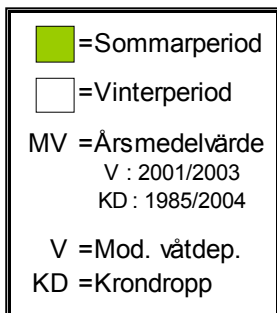 =Sommarperiod
=Vinterperiod
MV =Årsmedelvärde
V : 2001/2003
KD : 1985/2004
V =Mod. våtdep.
KD =Krondropp